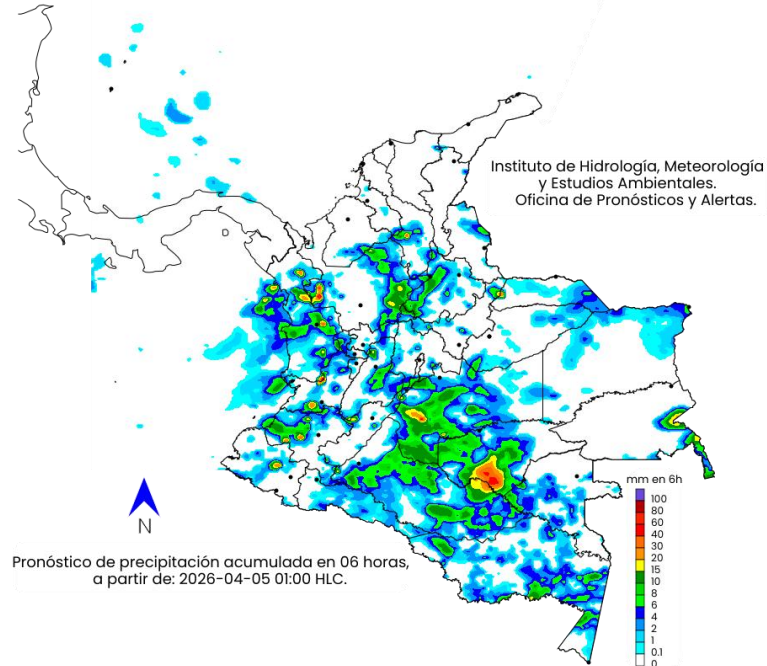 Instituto de Hidrología, Meteorología
y Estudios Ambientales.
Oficina de Pronósticos y Alertas.
N
Pronóstico de precipitación acumulada en 06 horas,
a partir de: 2026-04-05 01:00 HLC.
mm en 6h
100
80
60
40
30
20
15
10
8
6
4
2
1
0.1
0